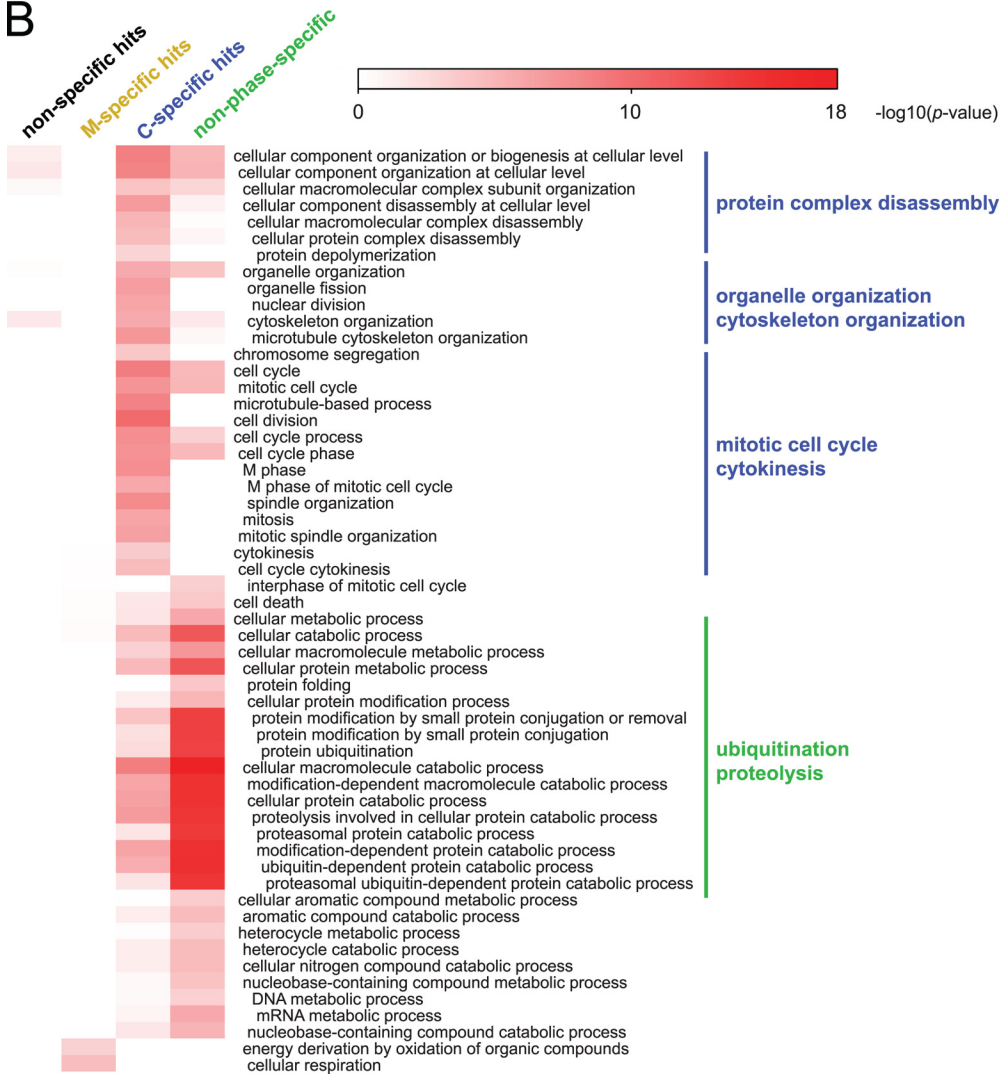 B
non-specific hits
M-specific hits
C-specific hits
non-phase-specific
0 10 18 -log10(p-value)
cellular component organization or biogenesis at cellular level
cellular component organization at cellular level
cellular macromolecular complex subunit organization
cellular component disassembly at cellular level
cellular macromolecular complex disassembly
cellular protein complex disassembly
protein depolymerization
protein complex disassembly
organelle organization
organelle fission
nuclear division
cytoskeleton organization
microtubule cytoskeleton organization
organelle organization
cytoskeleton organization
chromosome segregation
cell cycle
mitotic cell cycle
microtubule-based process
cell division
cell cycle process
cell cycle phase
M phase
M phase of mitotic cell cycle
spindle organization
mitosis
mitotic spindle organization
cytokinesis
cell cycle cytokinesis
mitotic cell cycle
cytokinesis
interphase of mitotic cell cycle
cell death
cellular metabolic process
cellular catabolic process
cellular macromolecule metabolic process
cellular protein metabolic process
protein folding
cellular protein modification process
protein modification by small protein conjugation or removal
protein modification by small protein conjugation
protein ubiquitination
cellular macromolecule catabolic process
modification-dependent macromolecule catabolic process
cellular protein catabolic process
proteolysis involved in cellular protein catabolic process
proteasomal protein catabolic process
modification-dependent protein catabolic process
ubiquitin-dependent protein catabolic process
proteasomal ubiquitin-dependent protein catabolic process
ubiquitination
proteolysis
cellular aromatic compound metabolic process
aromatic compound catabolic process
heterocycle metabolic process
heterocycle catabolic process
cellular nitrogen compound catabolic process
nucleobase-containing compound metabolic process
DNA metabolic process
mRNA metabolic process
nucleobase-containing compound catabolic process
energy derivation by oxidation of organic compounds
cellular respiration